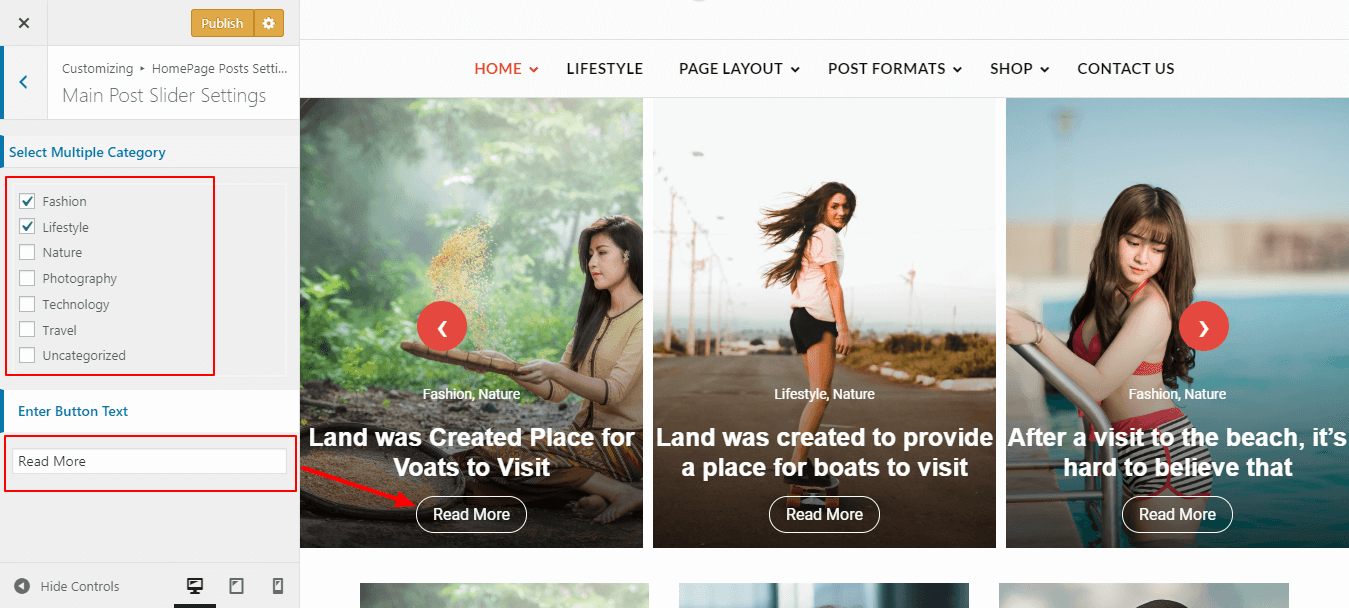 Publish
Customizing ▸ HomePage Posts Setti...
Main Post Slider Settings
Select Multiple Category
Fashion
Lifestyle
Nature
Photography
Technology
Travel
Uncategorized
Enter Button Text
Read More
Hide Controls
HOME LIFESTYLE PAGE LAYOUT POST FORMATS SHOP CONTACT US
Fashion, Nature
Land was Created Place for
Voats to Visit
Read More
Lifestyle, Nature
Land was created to provide
a place for boats to visit
Read More
Fashion, Nature
After a visit to the beach, it's
hard to believe that
Read More